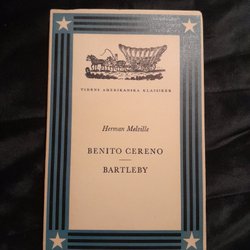 TIDENS AMERIKANSKA KLASSIKER
Herman Melville
BENITO CERENO
BARTLEBY